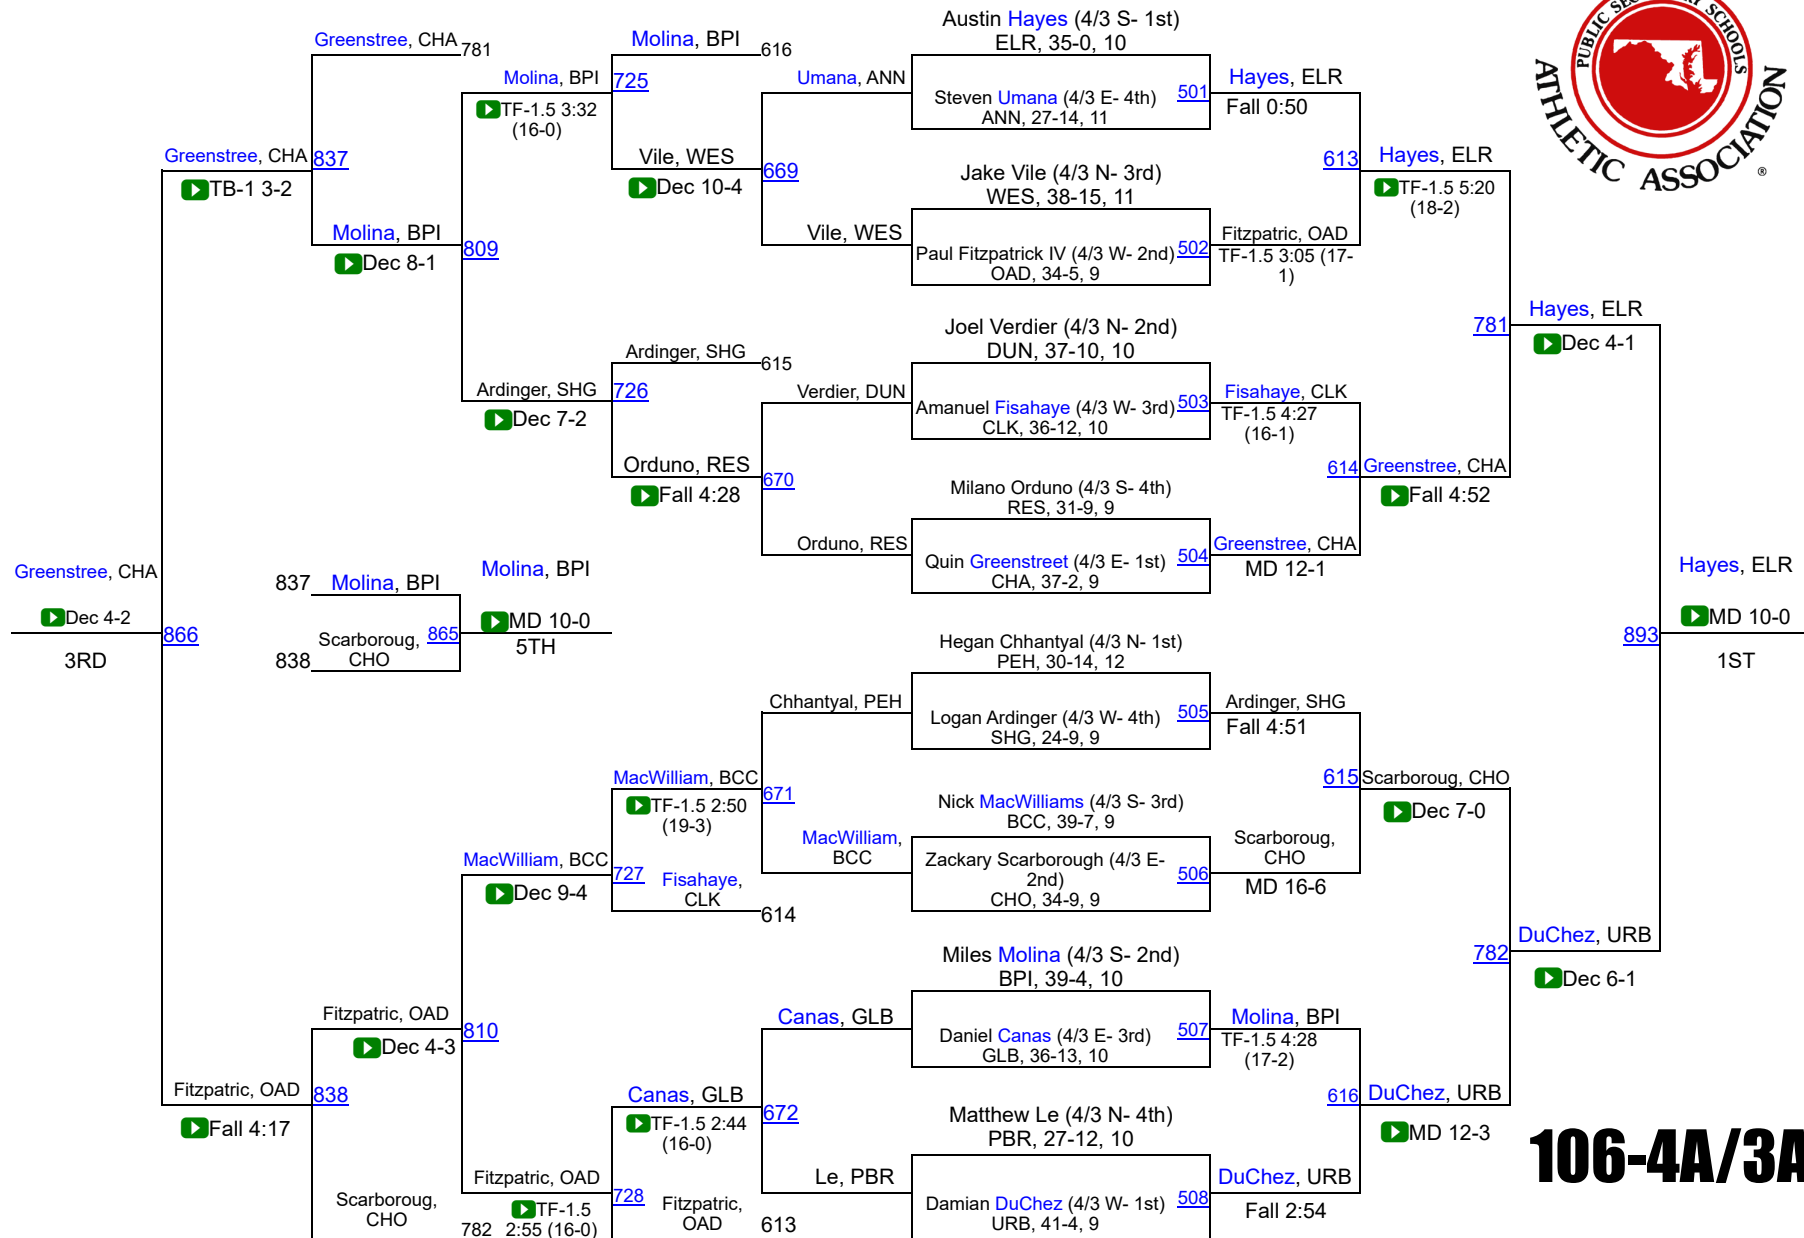 PUBLIC SECONDARY SCHOOLS
ATHLETIC ASSOCIATION
®
Austin Hayes (4/3 S- 1st)
ELR, 35-0, 10
Greenstree, CHA
781
Molina, BPI
616
Molina, BPI
725
Umana, ANN
Steven Umana (4/3 E- 4th)
ANN, 27-14, 11
501
Hayes, ELR
Fall 0:50
TF-1.5 3:32
(16-0)
Greenstree, CHA
837
TB-1 3-2
Vile, WES
Dec 10-4
669
Jake Vile (4/3 N- 3rd)
WES, 38-15, 11
613
Hayes, ELR
TF-1.5 5:20
(18-2)
Molina, BPI
Dec 8-1
809
Vile, WES
Paul Fitzpatrick IV (4/3 W- 2nd)
OAD, 34-5, 9
502
Fitzpatric, OAD
TF-1.5 3:05 (17-
1)
Joel Verdier (4/3 N- 2nd)
DUN, 37-10, 10
781
Hayes, ELR
Dec 4-1
Ardinger, SHG
615
Ardinger, SHG
726
Dec 7-2
Verdier, DUN
Amanuel Fisahaye (4/3 W- 3rd)
CLK, 36-12, 10
503
Fisahaye, CLK
TF-1.5 4:27
(16-1)
Orduno, RES
Fall 4:28
670
Milano Orduno (4/3 S- 4th)
RES, 31-9, 9
614
Greenstree, CHA
Fall 4:52
Orduno, RES
Quin Greenstreet (4/3 E- 1st)
CHA, 37-2, 9
504
Greenstree, CHA
MD 12-1
Greenstree, CHA
Dec 4-2
3RD
866
837
Molina, BPI
Scarboroug,
CHO
838
865
Molina, BPI
MD 10-0
5TH
Hayes, ELR
MD 10-0
1ST
893
Hegan Chhantyal (4/3 N- 1st)
PEH, 30-14, 12
Chhantyal, PEH
Logan Ardinger (4/3 W- 4th)
SHG, 24-9, 9
505
Ardinger, SHG
Fall 4:51
MacWilliam, BCC
TF-1.5 2:50
(19-3)
671
Nick MacWilliams (4/3 S- 3rd)
BCC, 39-7, 9
615
Scarboroug, CHO
Dec 7-0
MacWilliam,
BCC
Zackary Scarborough (4/3 E-
2nd)
CHO, 34-9, 9
506
Scarboroug,
CHO
MD 16-6
MacWilliam, BCC
Dec 9-4
727
Fisahaye,
CLK
614
Miles Molina (4/3 S- 2nd)
BPI, 39-4, 10
782
DuChez, URB
Dec 6-1
Fitzpatric, OAD
Dec 4-3
810
Canas, GLB
Daniel Canas (4/3 E- 3rd)
GLB, 36-13, 10
507
Molina, BPI
TF-1.5 4:28
(17-2)
Fitzpatric, OAD
838
Fall 4:17
Canas, GLB
TF-1.5 2:44
(16-0)
672
Matthew Le (4/3 N- 4th)
PBR, 27-12, 10
616
DuChez, URB
MD 12-3
106-4A/3A
Scarboroug,
CHO
782
Fitzpatric, OAD
TF-1.5
2:55 (16-0)
728
Fitzpatric,
OAD
613
Le, PBR
Damian DuChez (4/3 W- 1st)
URB, 41-4, 9
508
DuChez, URB
Fall 2:54